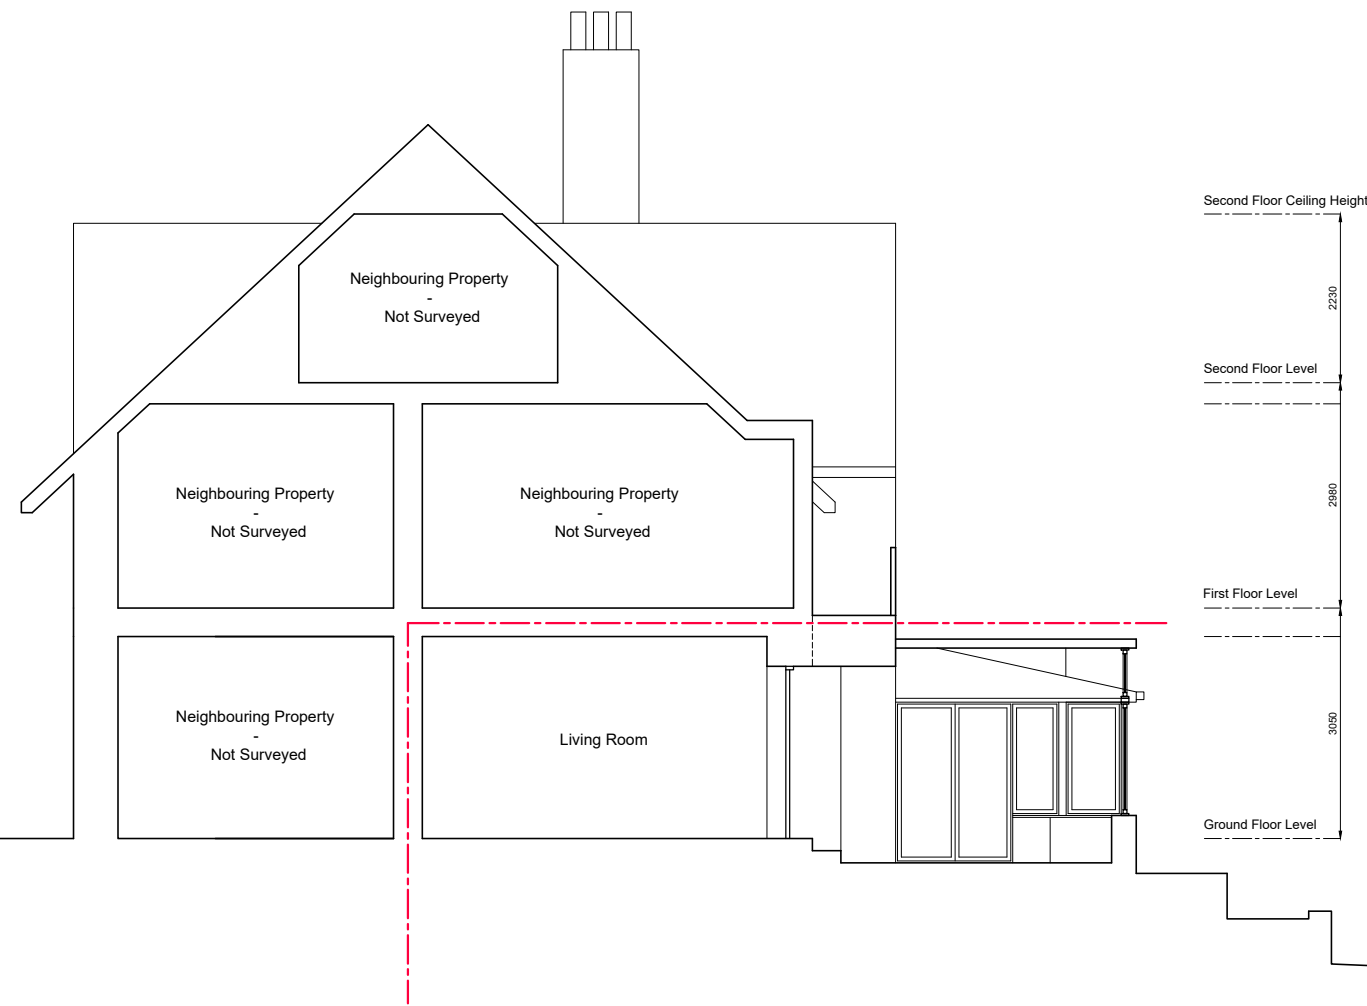 Second Floor Ceiling Height
Neighbouring Property
-
Not Surveyed
2230
Second Floor Level
Neighbouring Property
-
Not Surveyed
Neighbouring Property
-
Not Surveyed
2980
First Floor Level
Neighbouring Property
-
Not Surveyed
Living Room
3050
Ground Floor Level